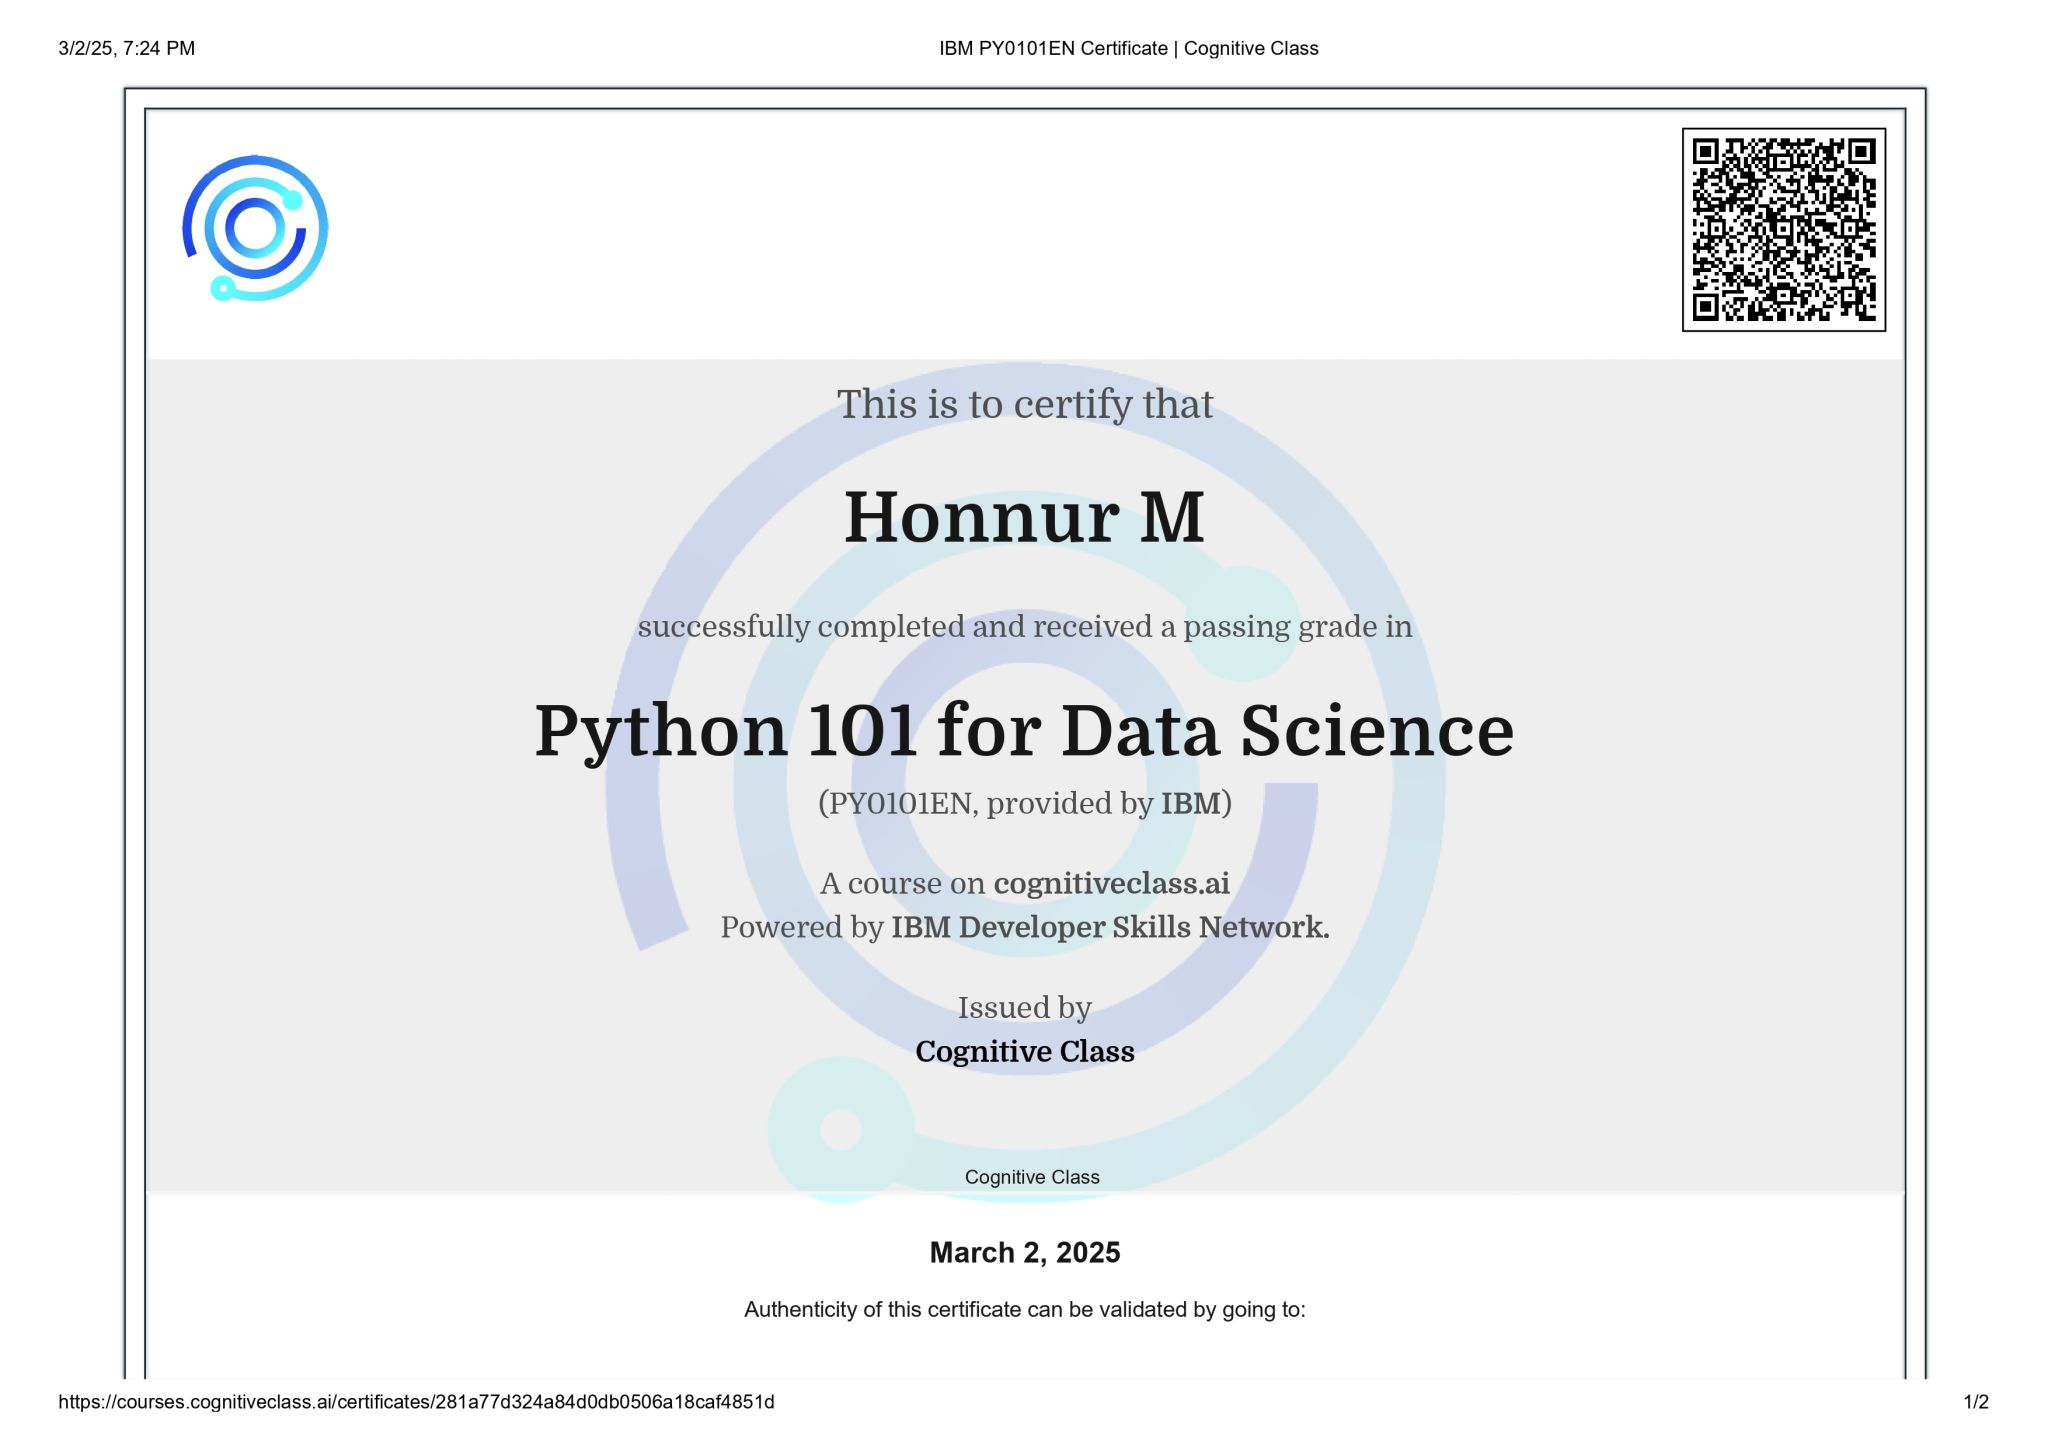 3/2/25, 7:24 PM
IBM PY0101EN Certificate | Cognitive Class
This is to certify that
Honnur M
successfully completed and received a passing grade in
Python 101 for Data Science
(PY0101EN, provided by IBM)
A course on cognitiveclass.ai
Powered by IBM Developer Skills Network.
Issued by
Cognitive Class
Cognitive Class
March 2, 2025
Authenticity of this certificate can be validated by going to:
https://courses.cognitiveclass.ai/certificates/281a77d324a84d0db0506a18caf4851d
1/2